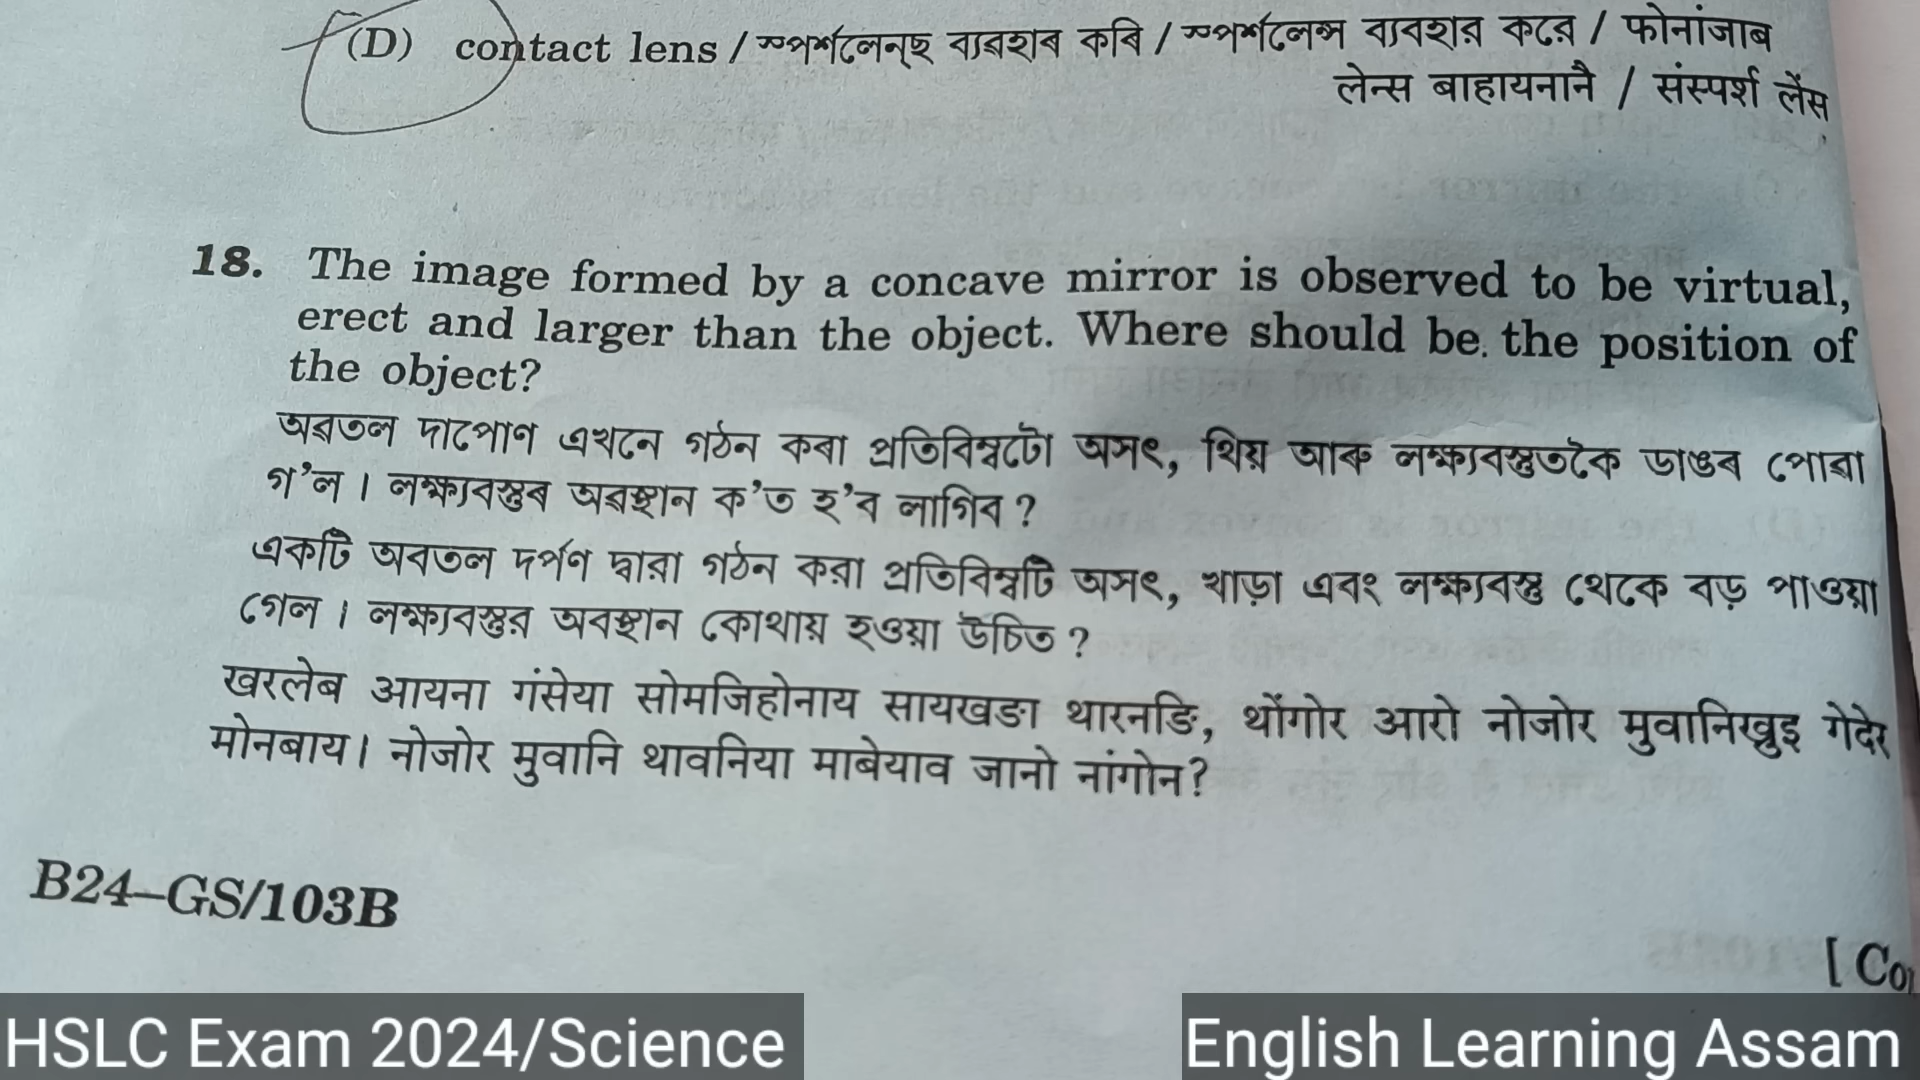 (D) contact lens / স্পৰ্শলেন্‌ছ ব্যৱহাৰ কৰি / স্পর্শলেন্স ব্যবহার করে / फोनांजाब
लेन्स बाहायनानै / संस्पर्श लेंस
18. The image formed by a concave mirror is observed to be virtual,
erect and larger than the object. Where should be the position of
the object?
অৱতল দাপোণ এখনে গঠন কৰা প্ৰতিবিম্বটো অসৎ, থিয় আৰু লক্ষ্যবস্তুতকৈ ডাঙৰ পোৱা
গ'ল । লক্ষ্যবস্তুৰ অৱস্থান ক'ত হ'ব লাগিব ?
একটি অবতল দর্পণ দ্বারা গঠন করা প্রতিবিম্বটি অসৎ, খাড়া এবং লক্ষ্যবস্তু থেকে বড় পাওয়া
গেল । লক্ষ্যবস্তুর অবস্থান কোথায় হওয়া উচিত ?
खरलेब आयना गंसेया सोमजिहोनाय सायखङा थारनङि, थोंगोर आरो नोजोर मुवानिख्रुइ गेदेर
मोनबाय। नोजोर मुवानि थावनिया माबेयाव जानो नांगोन?
B24–GS/103B
[ Co
HSLC Exam 2024/Science
English Learning Assam